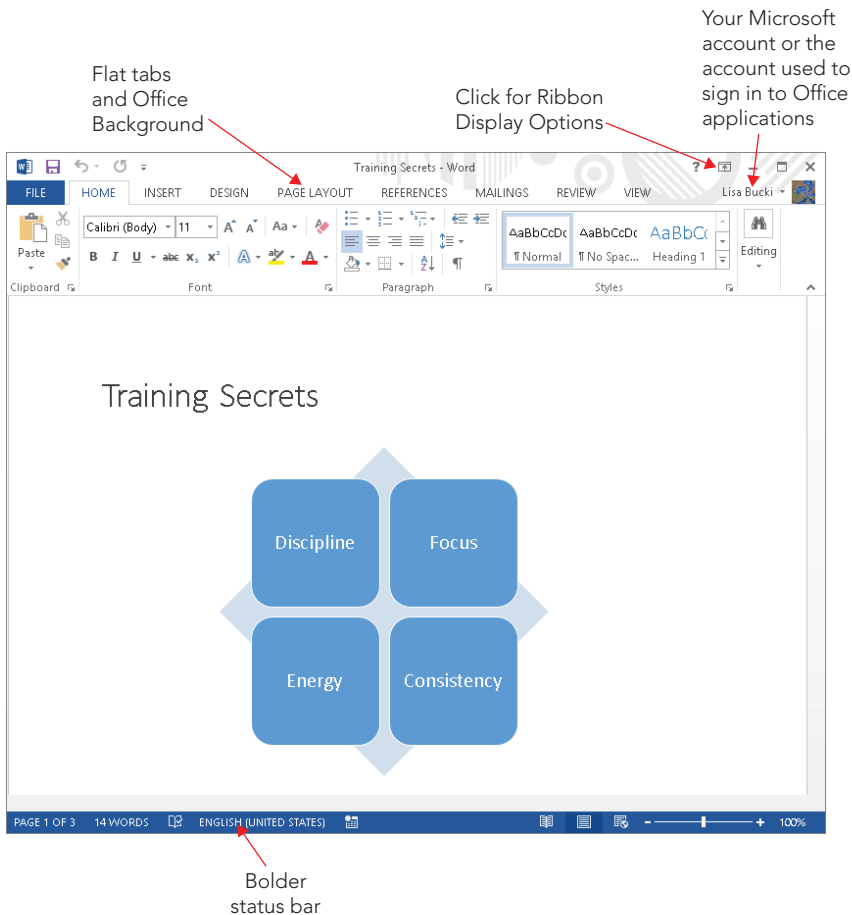 Your Microsoft
account or the
account used to
sign in to Office
applications
Flat tabs
and Office
Background
Click for Ribbon
Display Options
Training Secrets - Word
?
FILE HOME INSERT DESIGN PAGE LAYOUT REFERENCES MAILINGS REVIEW VIEW Lisa Bucki
Calibri (Body) 11 A A Aa
Paste
B I U abc x₂ x² A aby A
AaBbCcDc AaBbCcDc AaBbCc
¶ Normal ¶ No Spac... Heading 1
Editing
Clipboard Font Paragraph Styles
Training Secrets
Discipline Focus
Energy Consistency
PAGE 1 OF 3 14 WORDS ENGLISH (UNITED STATES) 100%
Bolder
status bar